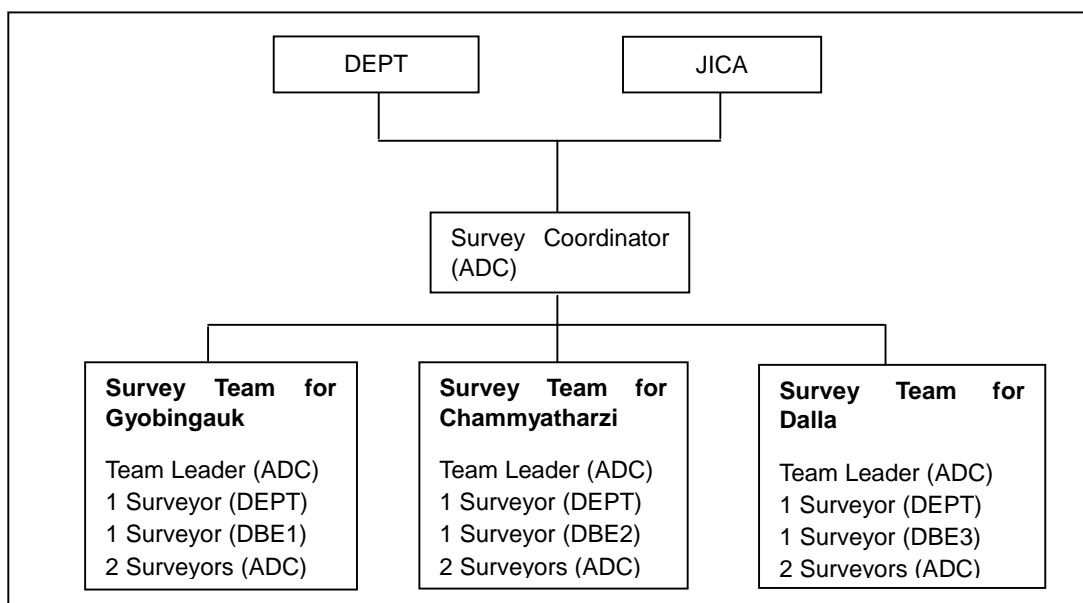 DEPT
JICA
Survey Coordinator
(ADC)
Survey Team for
Gyobingauk
Team Leader (ADC)
1 Surveyor (DEPT)
1 Surveyor (DBE1)
2 Surveyors (ADC)
Survey Team for
Chammyatharzi
Team Leader (ADC)
1 Surveyor (DEPT)
1 Surveyor (DBE2)
2 Surveyors (ADC)
Survey Team for
Dalla
Team Leader (ADC)
1 Surveyor (DEPT)
1 Surveyor (DBE3)
2 Surveyors (ADC)